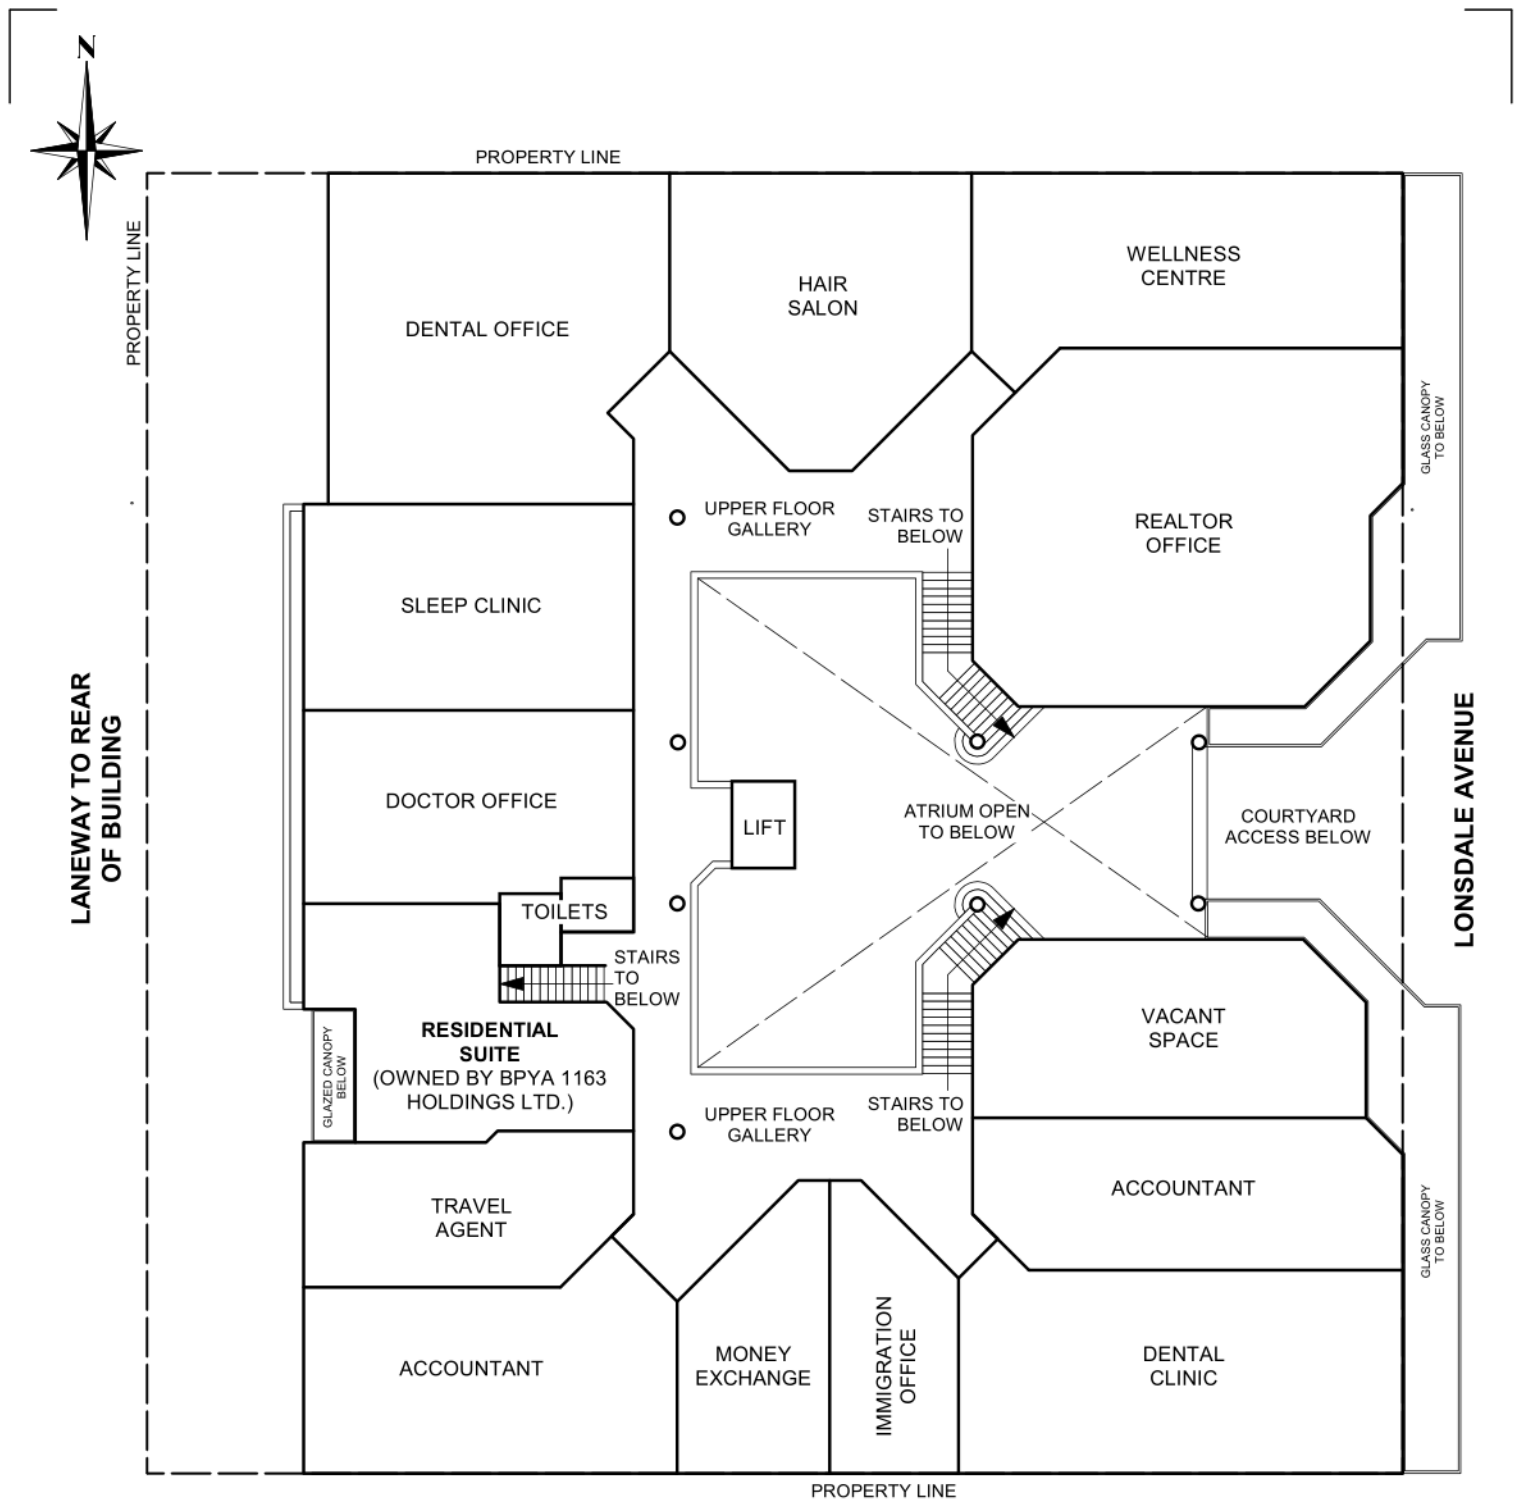 N
PROPERTY LINE
PROPERTY LINE
WELLNESS
CENTRE
HAIR
SALON
DENTAL OFFICE
GLASS CANOPY
TO BELOW
UPPER FLOOR
GALLERY
STAIRS TO
BELOW
REALTOR
OFFICE
SLEEP CLINIC
LANEWAY TO REAR
OF BUILDING
DOCTOR OFFICE
LIFT
ATRIUM OPEN
TO BELOW
COURTYARD
ACCESS BELOW
LONSDALE AVENUE
TOILETS
STAIRS
TO
BELOW
RESIDENTIAL
SUITE
(OWNED BY BPYA 1163
HOLDINGS LTD.)
GLAZED CANOPY
BELOW
VACANT
SPACE
UPPER FLOOR
GALLERY
STAIRS TO
BELOW
TRAVEL
AGENT
ACCOUNTANT
GLASS CANOPY
TO BELOW
ACCOUNTANT
MONEY
EXCHANGE
IMMIGRATION
OFFICE
DENTAL
CLINIC
PROPERTY LINE